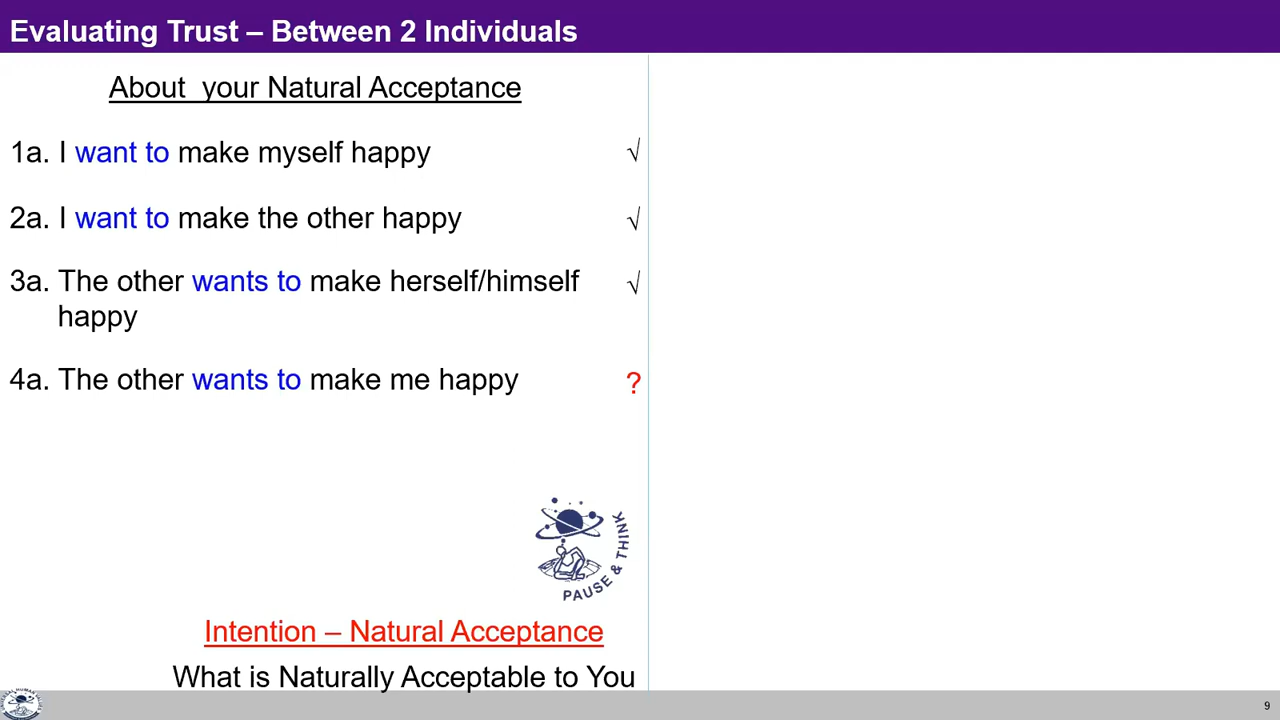 Evaluating Trust – Between 2 Individuals
About your Natural Acceptance
1a. I want to make myself happy √
2a. I want to make the other happy √
3a. The other wants to make herself/himself √
happy
4a. The other wants to make me happy ?
PAUSE & THINK
Intention – Natural Acceptance
What is Naturally Acceptable to You
9